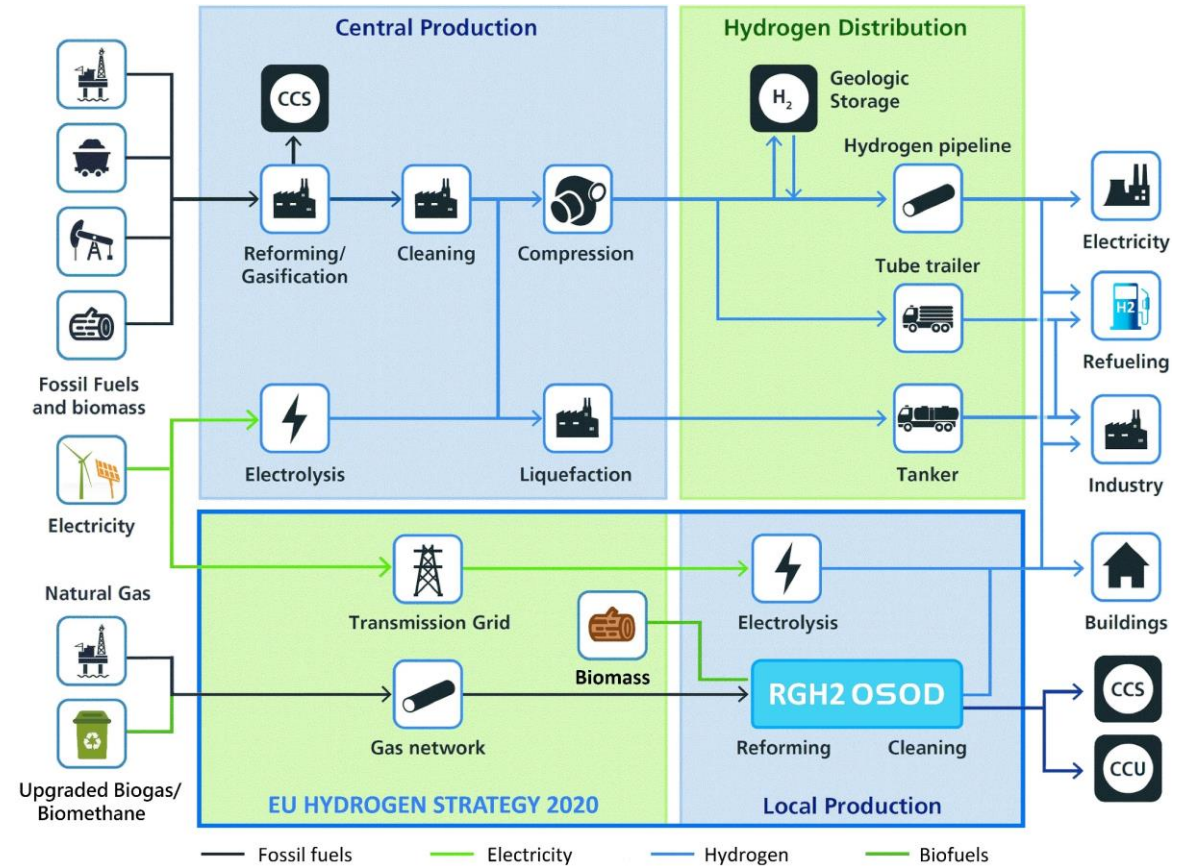 Central Production
Hydrogen Distribution
CCS
H2
Geologic
Storage
Hydrogen pipeline
Reforming/
Gasification
Cleaning
Compression
Electricity
Tube trailer
H2
Refueling
Fossil Fuels
and biomass
Electrolysis
Liquefaction
Tanker
Industry
Electricity
Natural Gas
Transmission Grid
Electrolysis
Buildings
Biomass
RGH2 OSOD
CCS
Gas network
Reforming
Cleaning
CCU
Upgraded Biogas/
Biomethane
EU HYDROGEN STRATEGY 2020
Local Production
Fossil fuels
Electricity
Hydrogen
Biofuels